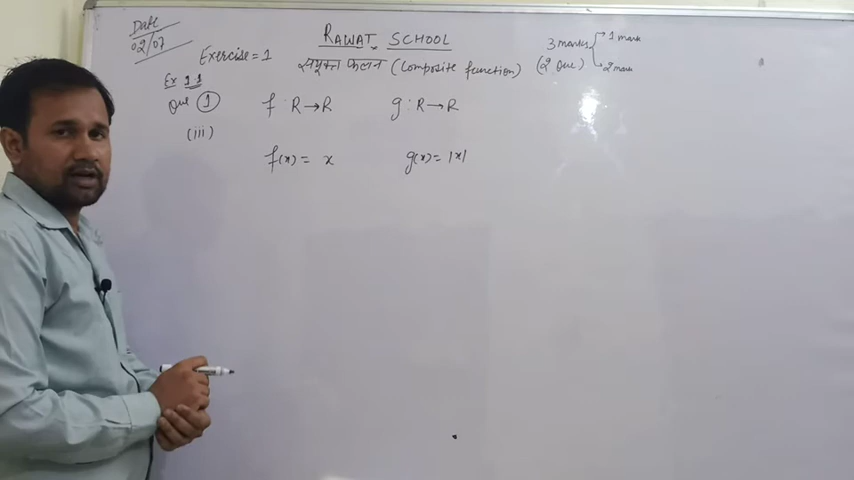 Date
02/07
RAWAT SCHOOL
Exercise = 1
संयुक्त फलन (Composite function)
(2 Que)
3 marks
1 mark
2 mark
Ex 1.1
Que 1
f : R → R
g : R → R
(iii)
f(x) = x
g(x) = |x|